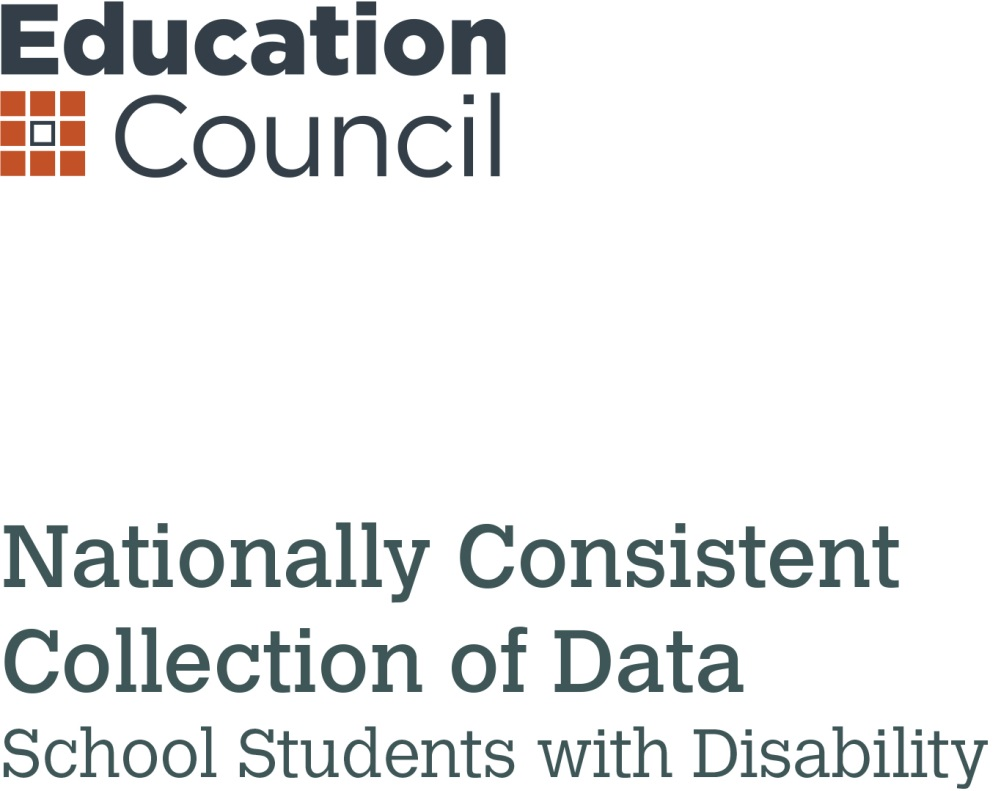 Education
Council
Nationally Consistent
Collection of Data
School Students with Disability